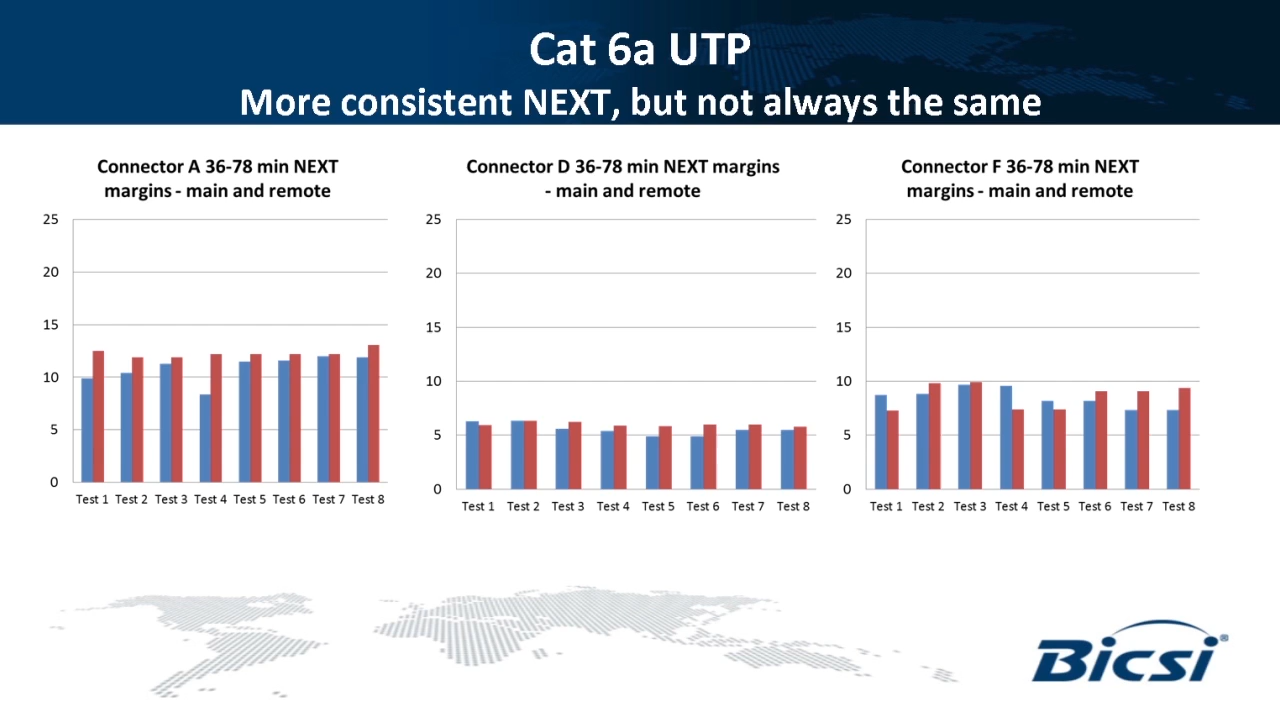 Cat 6a UTP
More consistent NEXT, but not always the same
Connector A 36-78 min NEXT
margins - main and remote
25
20
15
10
5
0
Test 1 Test 2 Test 3 Test 4 Test 5 Test 6 Test 7 Test 8
Connector D 36-78 min NEXT margins
- main and remote
25
20
15
10
5
0
Test 1 Test 2 Test 3 Test 4 Test 5 Test 6 Test 7 Test 8
Connector F 36-78 min NEXT
margins - main and remote
25
20
15
10
5
0
Test 1 Test 2 Test 3 Test 4 Test 5 Test 6 Test 7 Test 8
Bicsi®